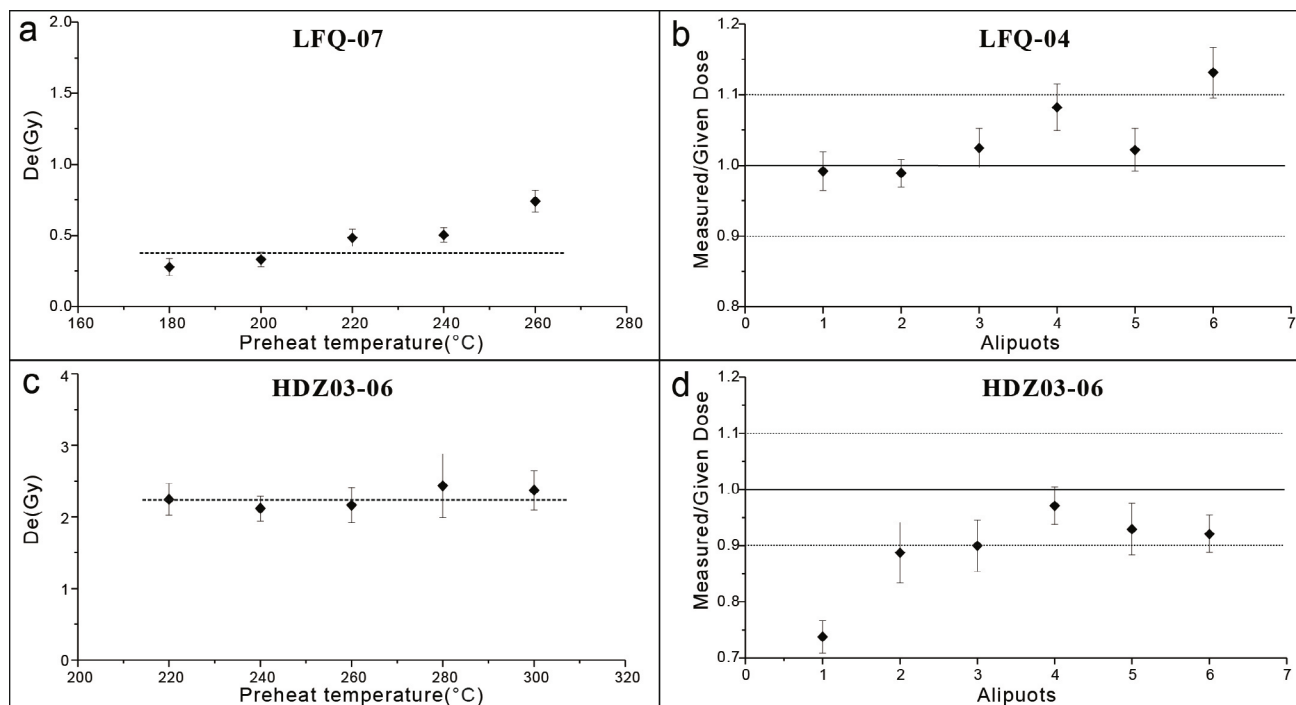 a
LFQ-07
De(Gy)
2.0
1.5
1.0
0.5
0.0
160 180 200 220 240 260 280
Preheat temperature(°C)
b
LFQ-04
Measured/Given Dose
1.2
1.1
1.0
0.9
0.8
0 1 2 3 4 5 6 7
Alipuots
c
HDZ03-06
De(Gy)
4
3
2
1
0
200 220 240 260 280 300 320
Preheat temperature(°C)
d
HDZ03-06
Measured/Given Dose
1.2
1.1
1.0
0.9
0.8
0.7
0 1 2 3 4 5 6 7
Alipuots